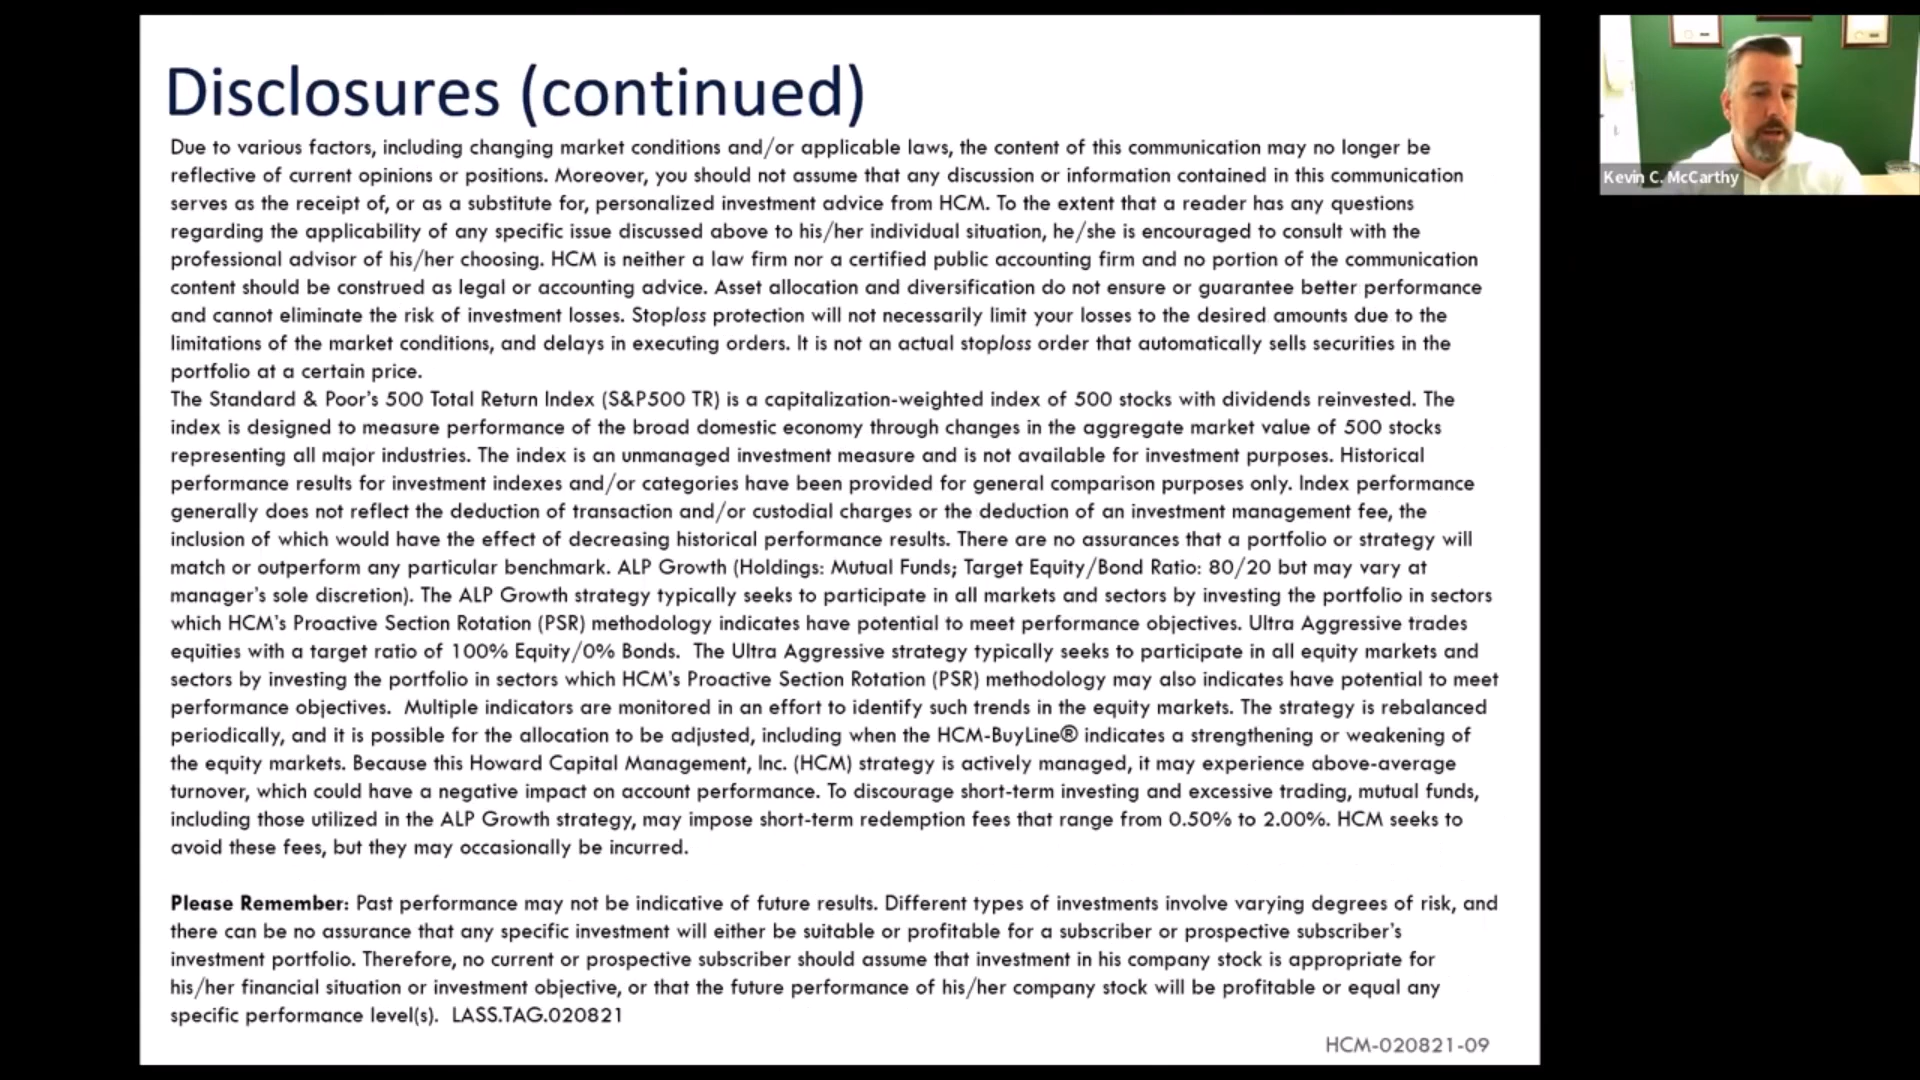 Disclosures (continued)
Due to various factors, including changing market conditions and/or applicable laws, the content of this communication may no longer be
reflective of current opinions or positions. Moreover, you should not assume that any discussion or information contained in this communication
serves as the receipt of, or as a substitute for, personalized investment advice from HCM. To the extent that a reader has any questions
regarding the applicability of any specific issue discussed above to his/her individual situation, he/she is encouraged to consult with the
professional advisor of his/her choosing. HCM is neither a law firm nor a certified public accounting firm and no portion of the communication
content should be construed as legal or accounting advice. Asset allocation and diversification do not ensure or guarantee better performance
and cannot eliminate the risk of investment losses. Stoploss protection will not necessarily limit your losses to the desired amounts due to the
limitations of the market conditions, and delays in executing orders. It is not an actual stoploss order that automatically sells securities in the
portfolio at a certain price.
The Standard & Poor's 500 Total Return Index (S&P500 TR) is a capitalization-weighted index of 500 stocks with dividends reinvested. The
index is designed to measure performance of the broad domestic economy through changes in the aggregate market value of 500 stocks
representing all major industries. The index is an unmanaged investment measure and is not available for investment purposes. Historical
performance results for investment indexes and/or categories have been provided for general comparison purposes only. Index performance
generally does not reflect the deduction of transaction and/or custodial charges or the deduction of an investment management fee, the
inclusion of which would have the effect of decreasing historical performance results. There are no assurances that a portfolio or strategy will
match or outperform any particular benchmark. ALP Growth (Holdings: Mutual Funds; Target Equity/Bond Ratio: 80/20 but may vary at
manager's sole discretion). The ALP Growth strategy typically seeks to participate in all markets and sectors by investing the portfolio in sectors
which HCM's Proactive Section Rotation (PSR) methodology indicates have potential to meet performance objectives. Ultra Aggressive trades
equities with a target ratio of 100% Equity/0% Bonds. The Ultra Aggressive strategy typically seeks to participate in all equity markets and
sectors by investing the portfolio in sectors which HCM's Proactive Section Rotation (PSR) methodology may also indicates have potential to meet
performance objectives. Multiple indicators are monitored in an effort to identify such trends in the equity markets. The strategy is rebalanced
periodically, and it is possible for the allocation to be adjusted, including when the HCM-BuyLine® indicates a strengthening or weakening of
the equity markets. Because this Howard Capital Management, Inc. (HCM) strategy is actively managed, it may experience above-average
turnover, which could have a negative impact on account performance. To discourage short-term investing and excessive trading, mutual funds,
including those utilized in the ALP Growth strategy, may impose short-term redemption fees that range from 0.50% to 2.00%. HCM seeks to
avoid these fees, but they may occasionally be incurred.
Please Remember: Past performance may not be indicative of future results. Different types of investments involve varying degrees of risk, and
there can be no assurance that any specific investment will either be suitable or profitable for a subscriber or prospective subscriber's
investment portfolio. Therefore, no current or prospective subscriber should assume that investment in his company stock is appropriate for
his/her financial situation or investment objective, or that the future performance of his/her company stock will be profitable or equal any
specific performance level(s). LASS.TAG.020821
HCM-020821-09
Kevin C. McCarthy